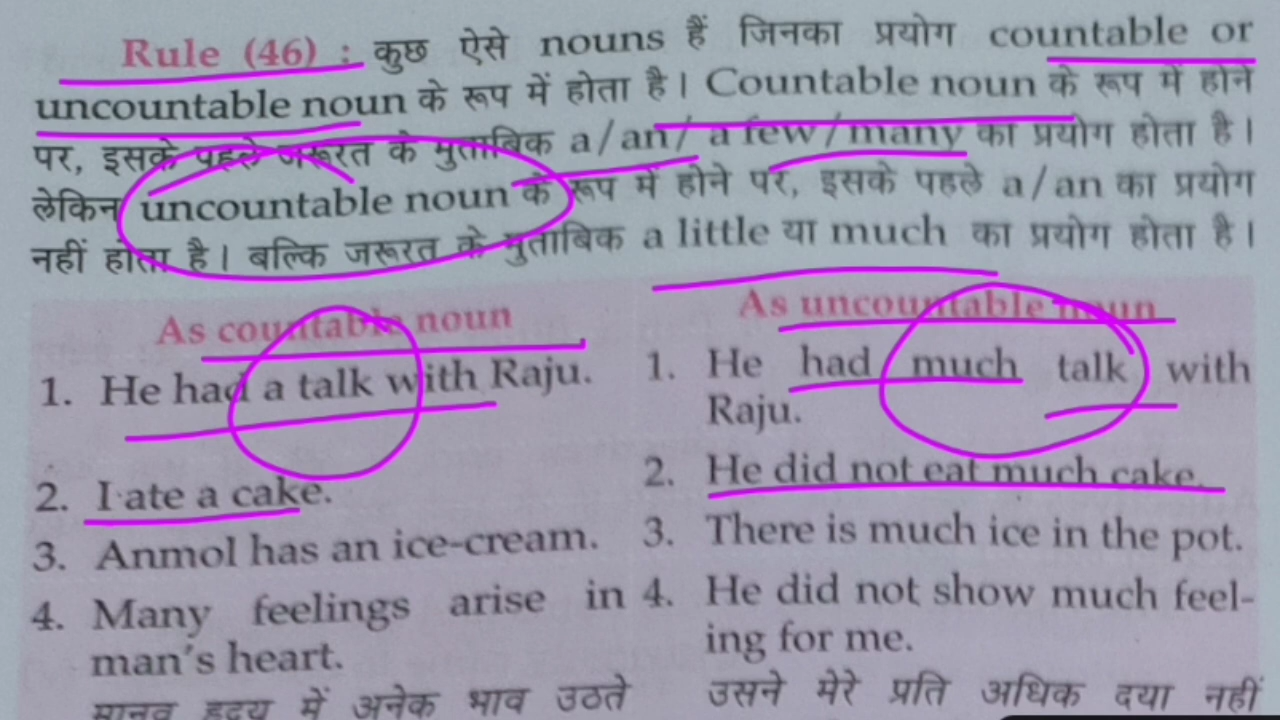 Rule (46) : कुछ ऐसे nouns हैं जिनका प्रयोग countable or
uncountable noun के रूप में होता है। Countable noun के रूप में होने
पर, इसके पहले जरूरत के मुताबिक a/an/ a few/many का प्रयोग होता है।
लेकिन uncountable noun के रूप में होने पर, इसके पहले a/an का प्रयोग
नहीं होता है। बल्कि जरूरत के मुताबिक a little या much का प्रयोग होता है।
As countable noun
1. He had a talk with Raju.
2. I ate a cake.
3. Anmol has an ice-cream.
4. Many feelings arise in
man's heart.
मानव हृदय में अनेक भाव उठते
As uncountable noun
1. He had much talk with
Raju.
2. He did not eat much cake.
3. There is much ice in the pot.
4. He did not show much feel-
ing for me.
उसने मेरे प्रति अधिक दया नहीं